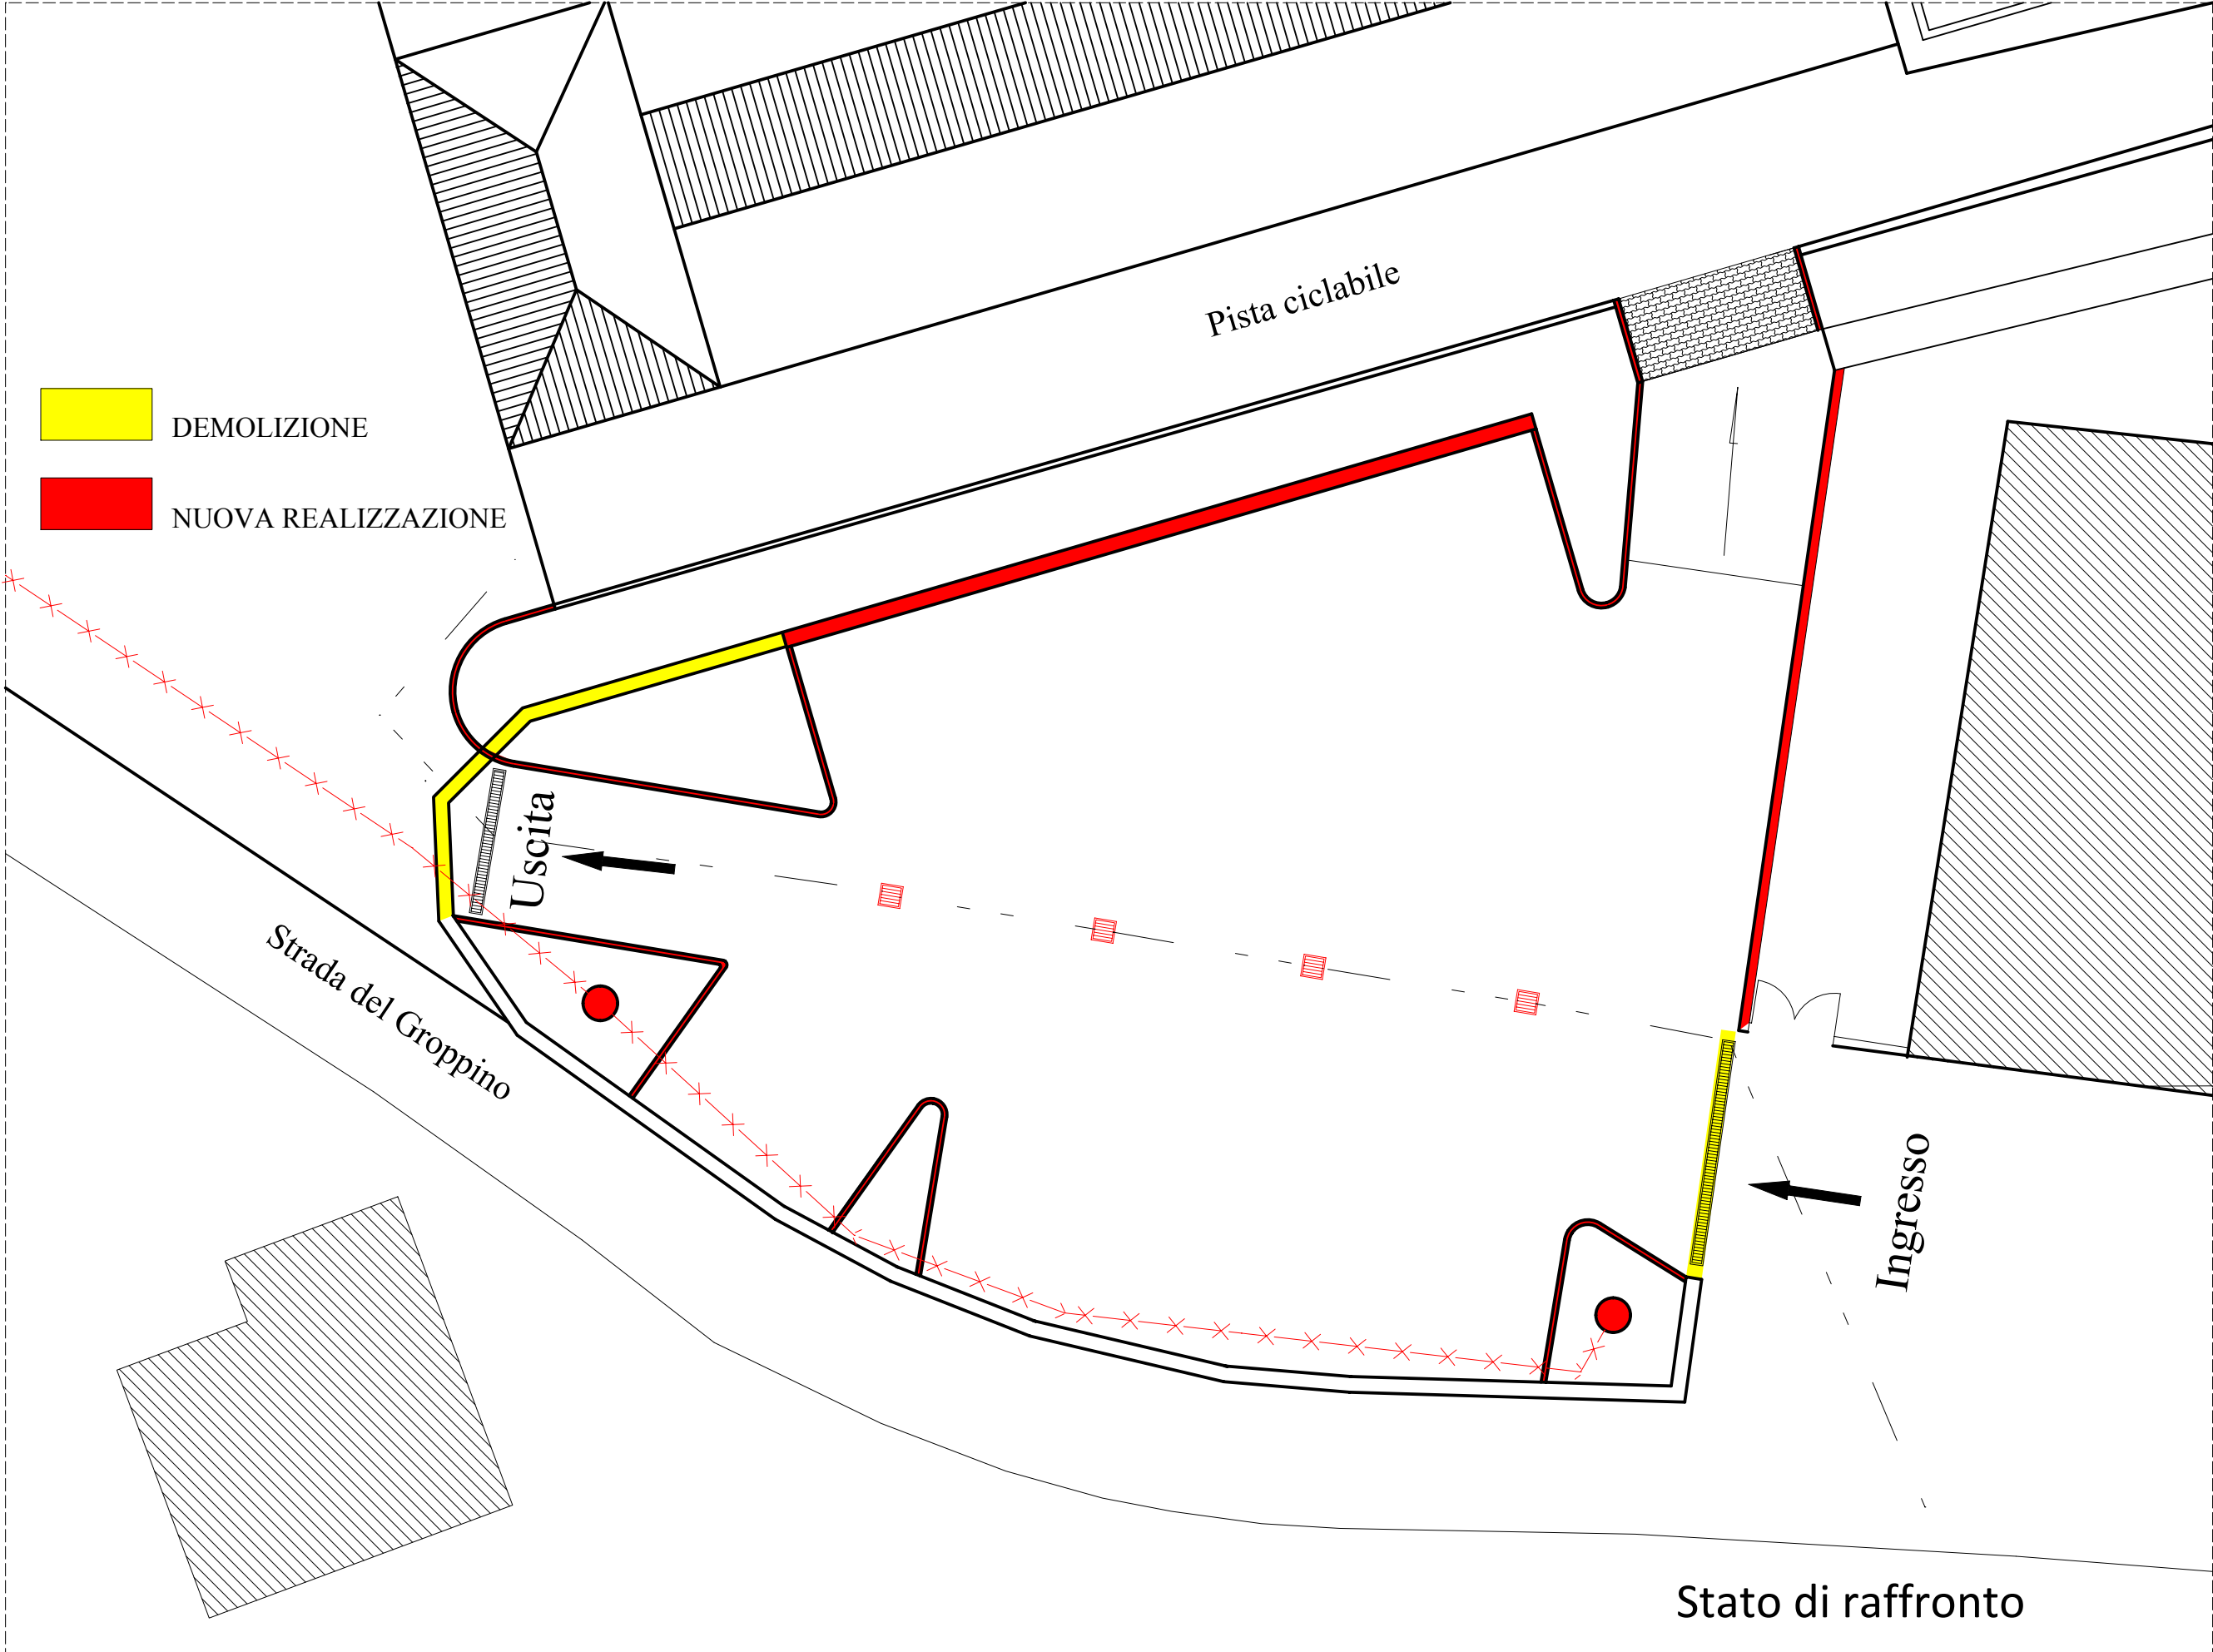 Pista ciclabile
DEMOLIZIONE
NUOVA REALIZZAZIONE
Uscita
Strada del Groppino
Ingresso
Stato di raffronto